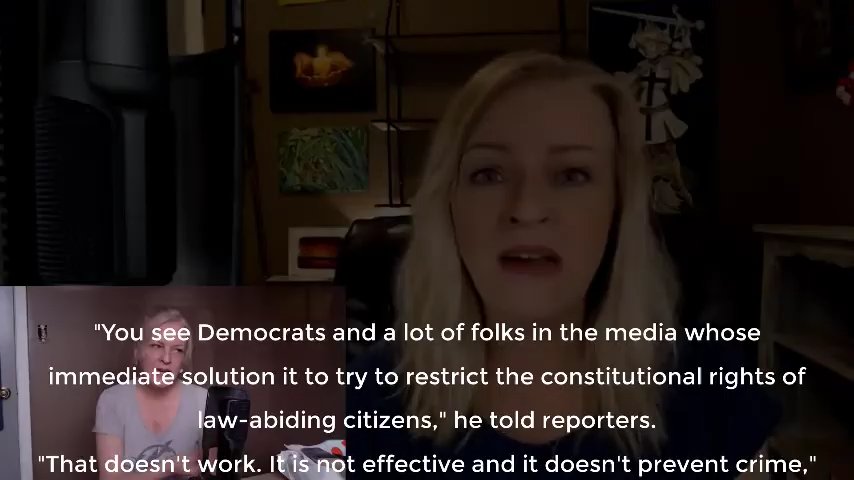 "You see Democrats and a lot of folks in the media whose
immediate solution it to try to restrict the constitutional rights of
law-abiding citizens," he told reporters.
"That doesn't work. It is not effective and it doesn't prevent crime,"